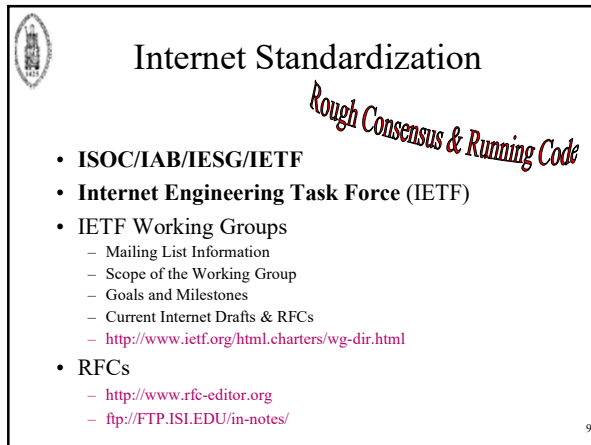 Internet Standardization
Rough Consensus & Running Code
• ISOC/IAB/IESG/IETF
• Internet Engineering Task Force (IETF)
• IETF Working Groups
– Mailing List Information
– Scope of the Working Group
– Goals and Milestones
– Current Internet Drafts & RFCs
– http://www.ietf.org/html.charters/wg-dir.html
• RFCs
– http://www.rfc-editor.org
– ftp://FTP.ISI.EDU/in-notes/
9